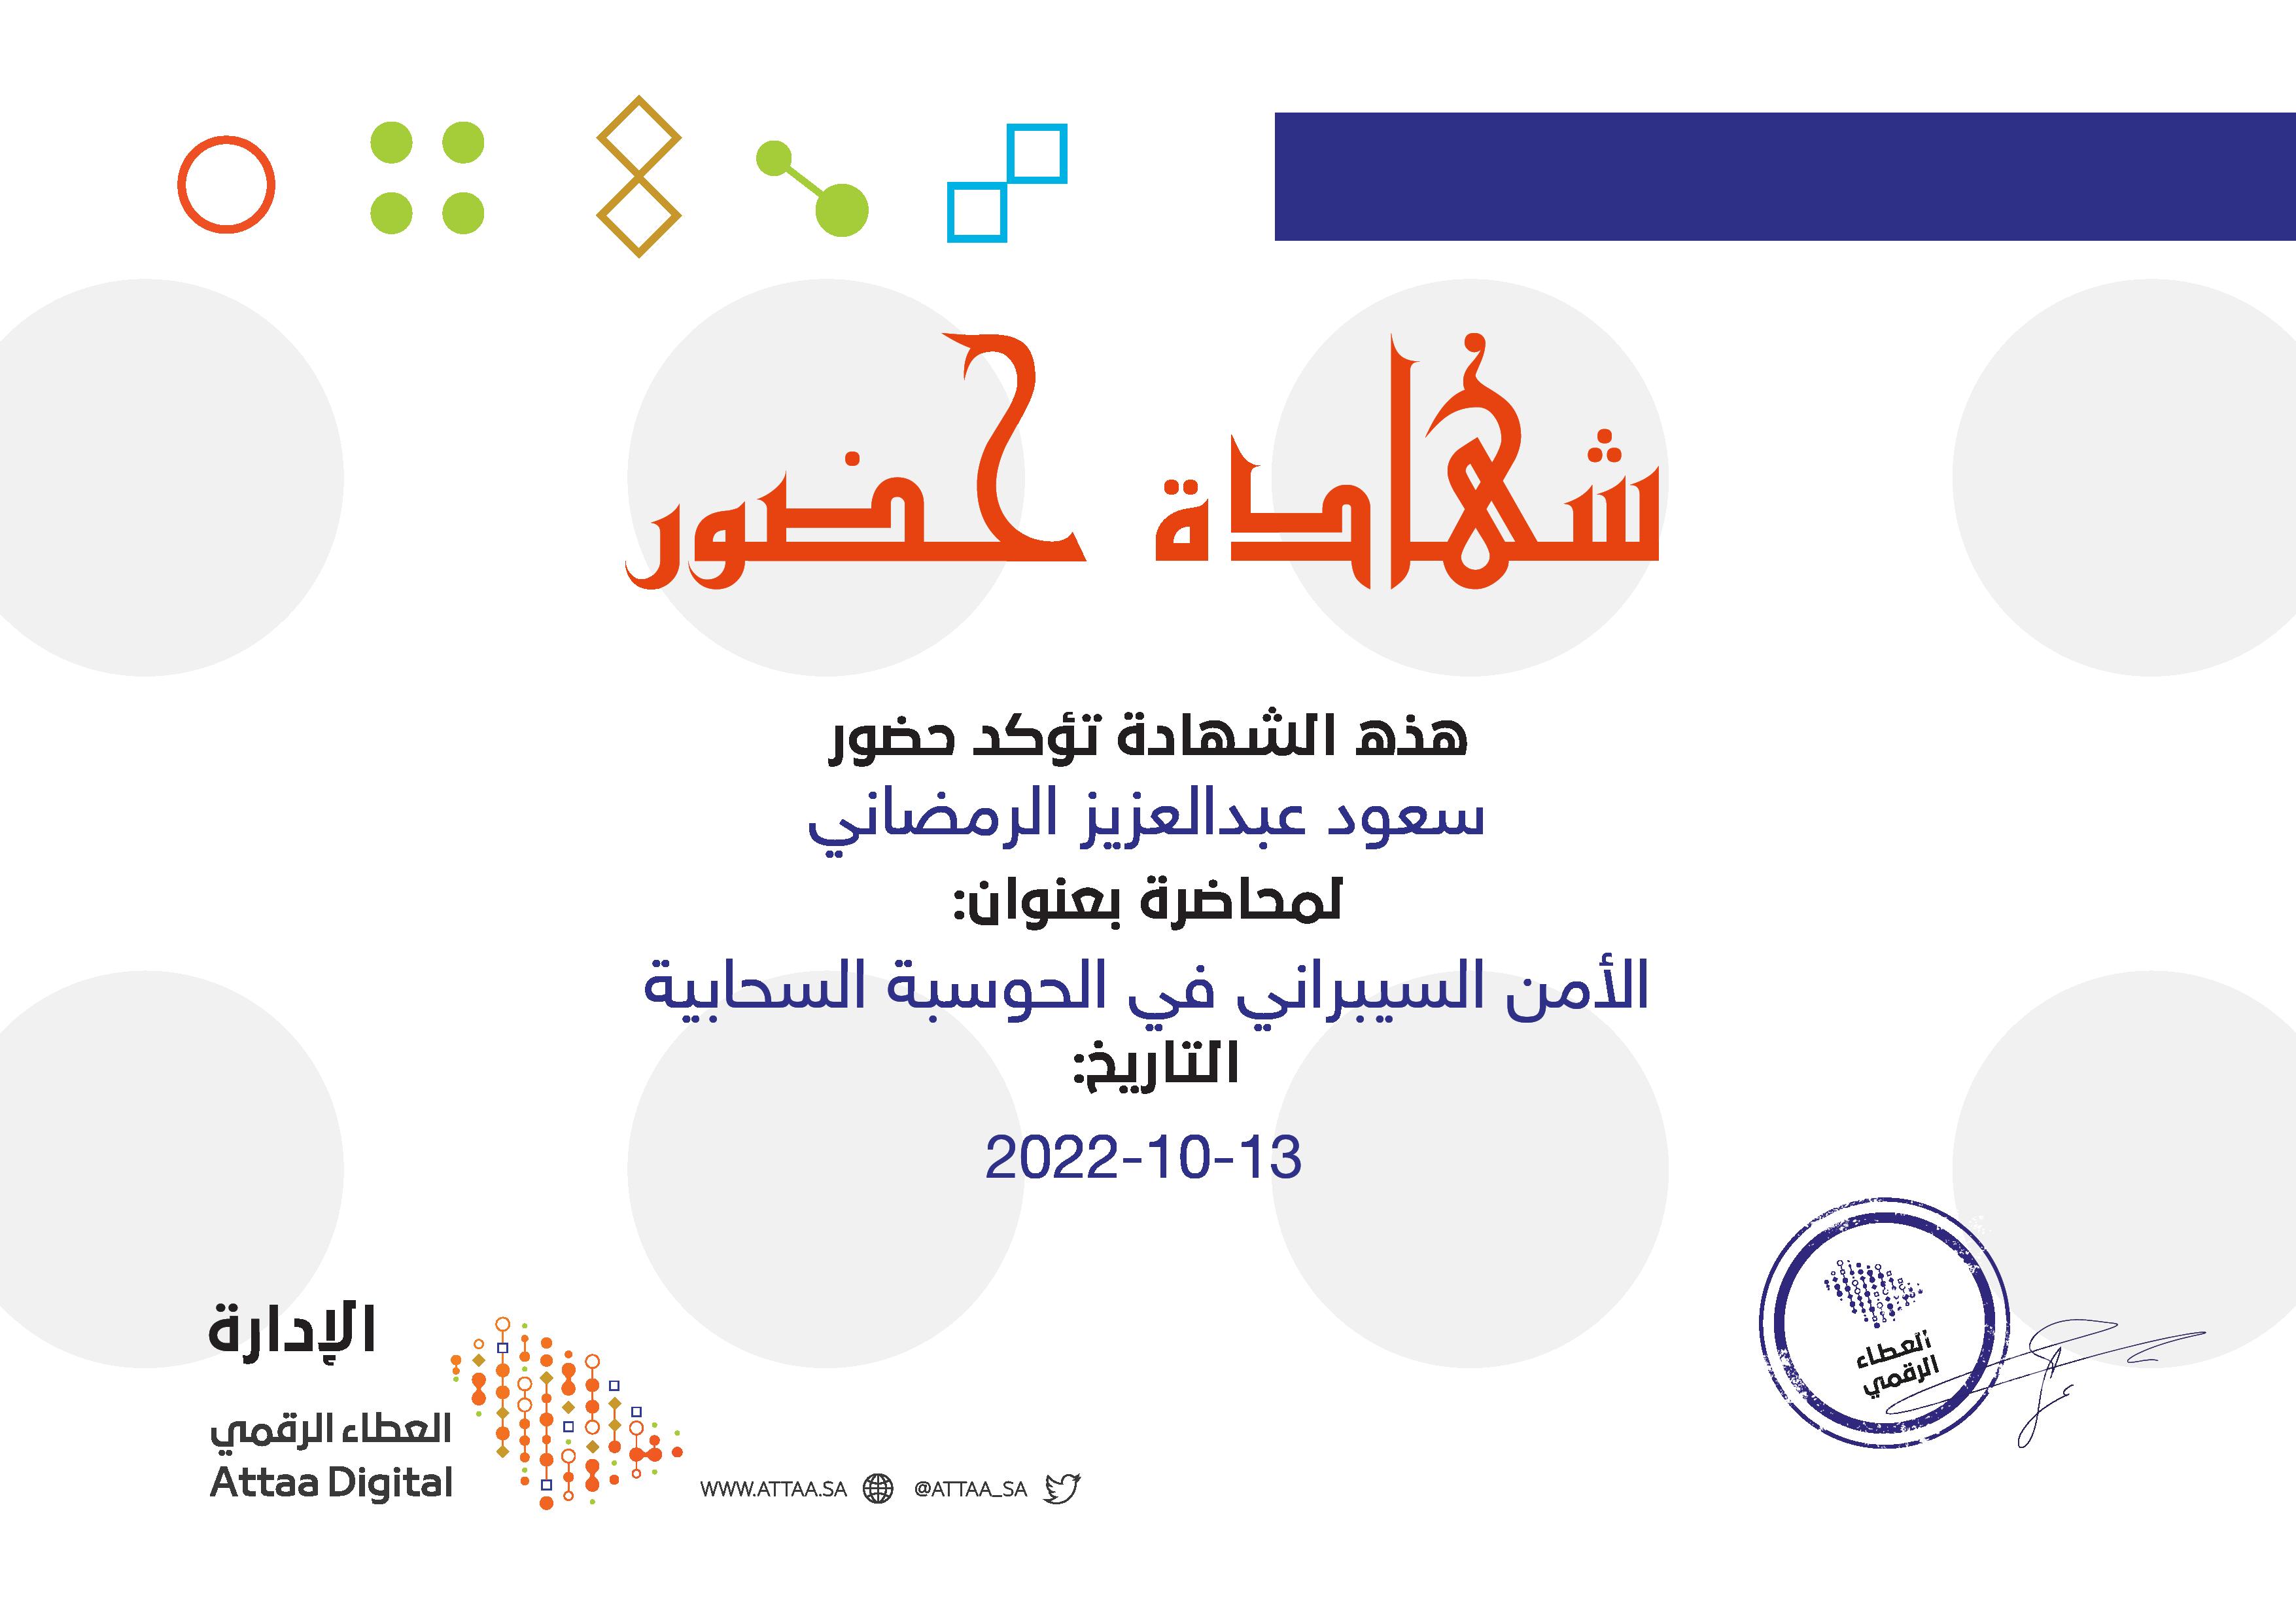 شهادة حضور
هذه الشهادة تؤكد حضور
سعود عبدالعزيز الرمضاني
لمحاضرة بعنوان:
الأمن السيبراني في الحوسبة السحابية
التاريخ:
2022-10-13
العطاء
الرقمي
الإدارة
العطاء الرقمي
Attaa Digital
WWW.ATTAA.SA @ATTAA_SA